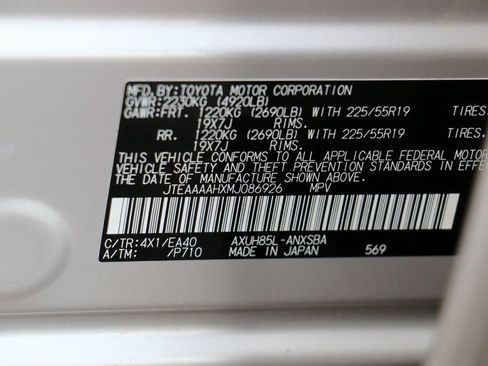 MFD. BY: TOYOTA MOTOR CORPORATION
GVWR: 2230KG (4920LB)
GAWR: FRT. 1220KG (2690LB) WITH 225/55R19 TIRES.
19X7J RIMS.
RR. 1220KG (2690LB) WITH 225/55R19 TIRES.
19X7J RIMS.
THIS VEHICLE CONFORMS TO ALL APPLICABLE FEDERAL MOTOR
VEHICLE SAFETY AND THEFT PREVENTION STANDARDS IN EFFE
DATE OF MANUFACTURE SHOWN ABOVE.
JTEAAAAHXMJ086926 MPV
C/TR: 4X1/EA40 AXUH85L-ANXSBA
A/TM: /P710 MADE IN JAPAN 569